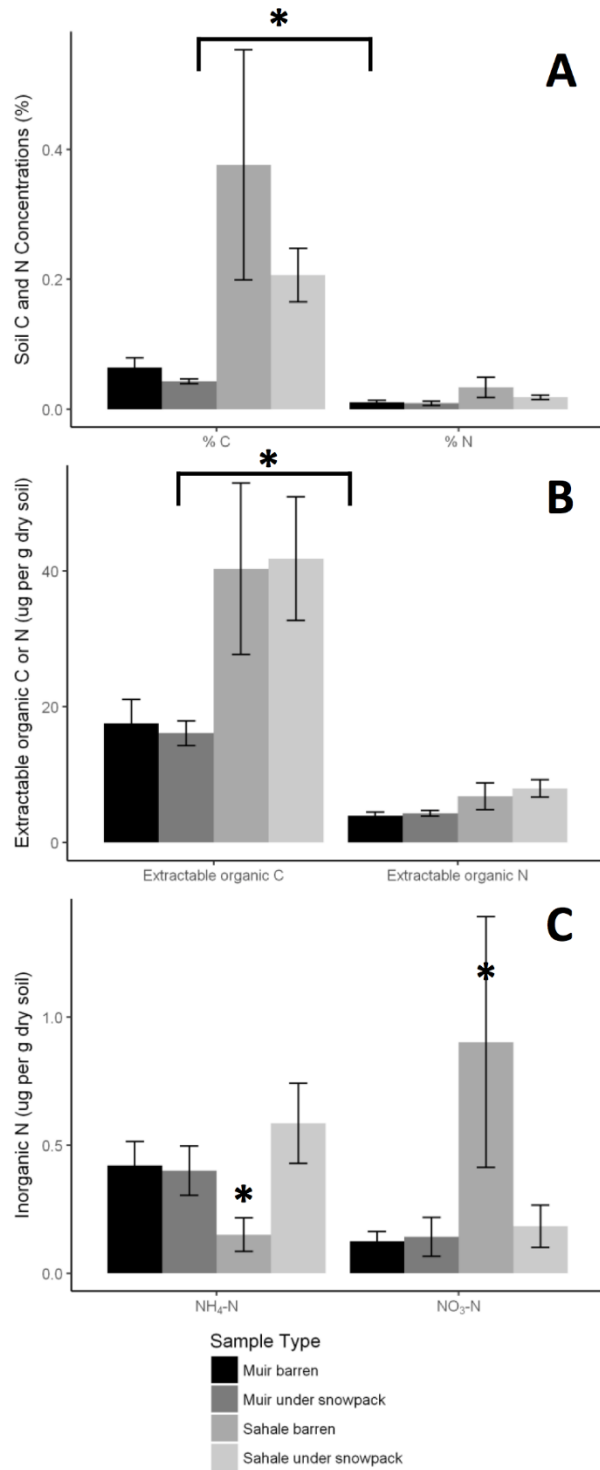 *
A
Soil C and N Concentrations (%)
0.4
0.2
0.0
% C
% N
*
B
Extractable organic C or N (ug per g dry soil)
40
20
0
Extractable organic C
Extractable organic N
C
*
Inorganic N (ug per g dry soil)
1.0
0.5
*
0.0
NH₄-N
NO₃-N
Sample Type
Muir barren
Muir under snowpack
Sahale barren
Sahale under snowpack